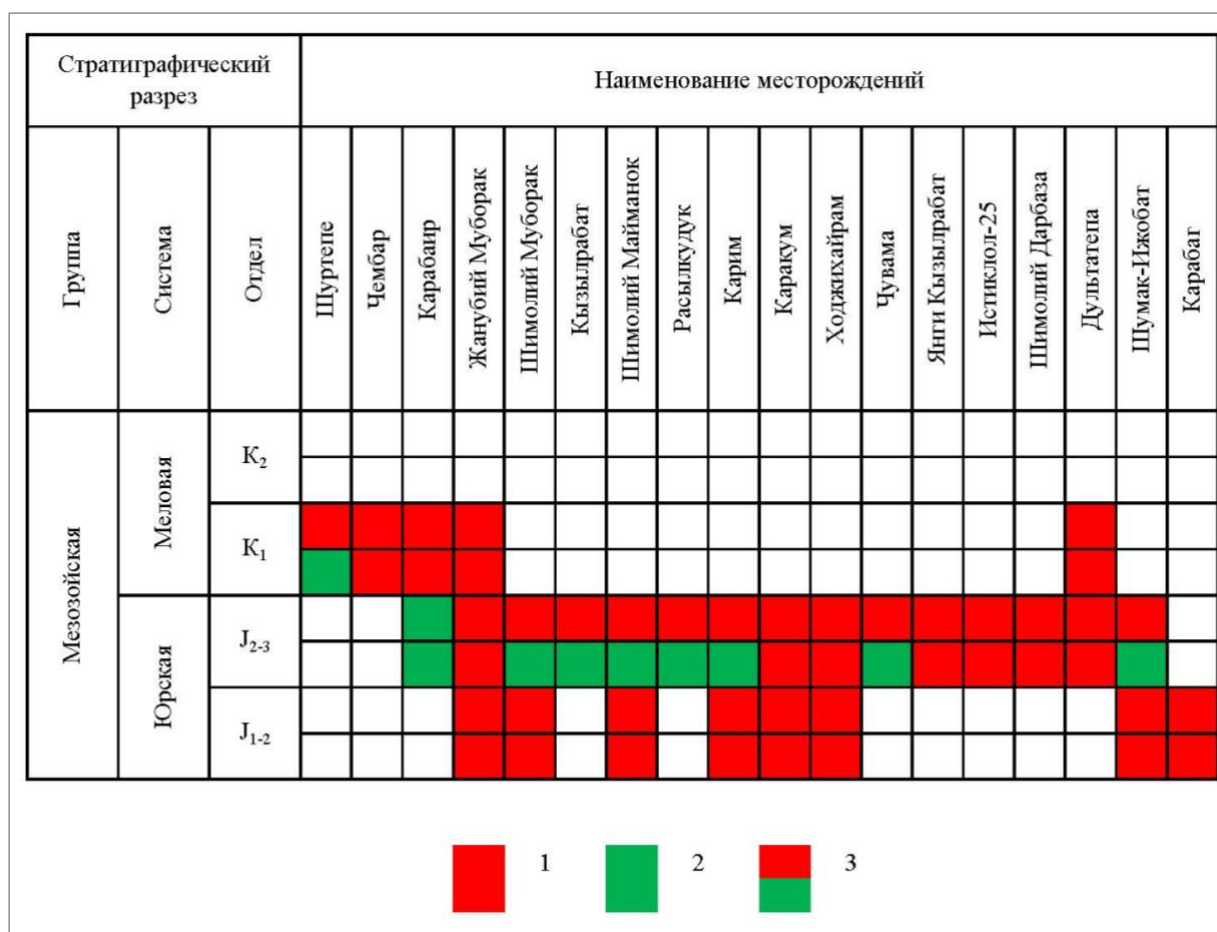 Стратиграфический
разрез
Наименование месторождений
Группа
Система
Отдел
Шуртепе
Чембар
Карабаир
Жанубий Муборак
Шимолий Муборак
Кызылрабат
Шимолий Майманок
Расылкудук
Карим
Каракум
Ходжихайрам
Чувама
Янги Кызылрабат
Истиклол-25
Шимолий Дарбаза
Дультатепа
Шумак-Ижобат
Карабат
Мезозойская
Меловая
K₂
K₁
Юрская
J₂₋₃
J₁₋₂
1
2
3